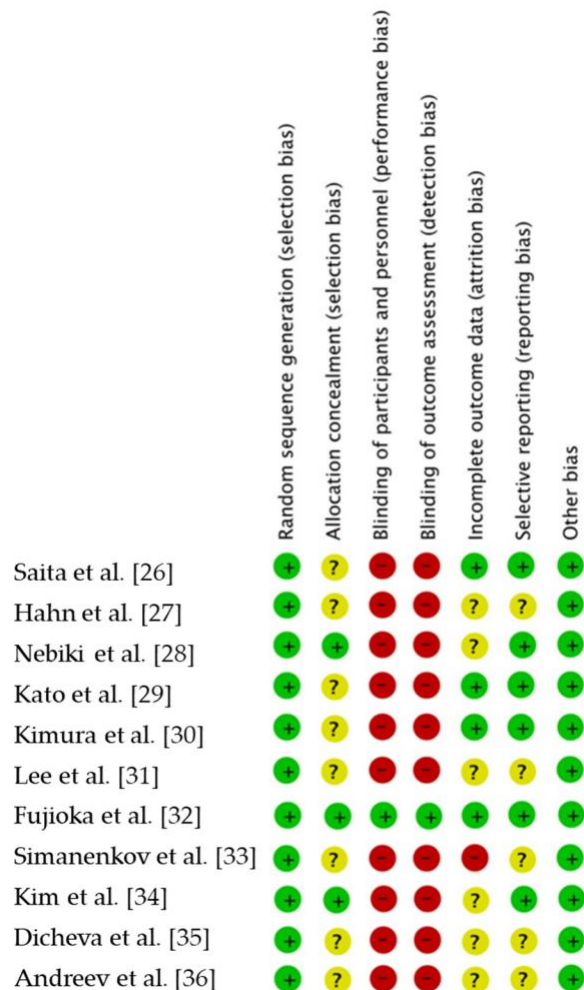 Random sequence generation (selection bias)
Allocation concealment (selection bias)
Blinding of participants and personnel (performance bias)
Blinding of outcome assessment (detection bias)
Incomplete outcome data (attrition bias)
Selective reporting (reporting bias)
Other bias
Saita et al. [26] + ? - - + + +
Hahn et al. [27] + ? - - ? ? +
Nebiki et al. [28] + + - - ? + +
Kato et al. [29] + ? - - + + +
Kimura et al. [30] + ? - - + + +
Lee et al. [31] + ? - - ? ? +
Fujioka et al. [32] + + + + + + +
Simanenkov et al. [33] + ? - - - ? +
Kim et al. [34] + + - - ? + +
Dicheva et al. [35] + ? - - ? ? +
Andreev et al. [36] + ? - - ? ? +